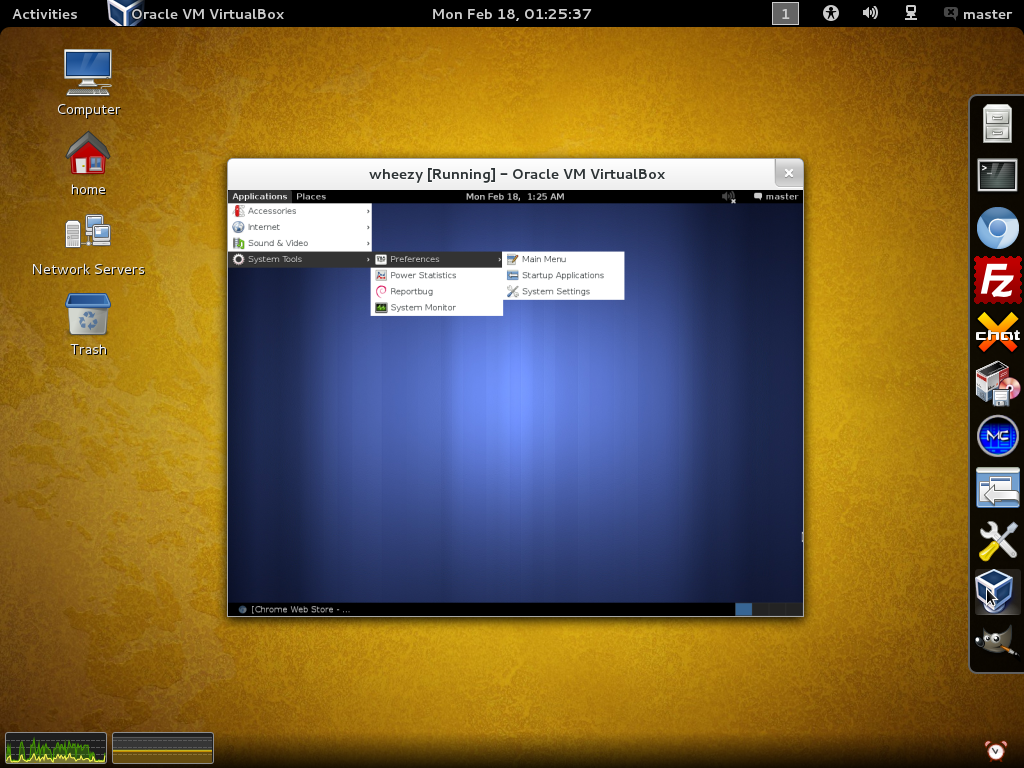 Activities
Oracle VM VirtualBox
Mon Feb 18, 01:25:37
1
master
Computer
home
Network Servers
Trash
wheezy [Running] – Oracle VM VirtualBox
Applications Places
Mon Feb 18, 1:25 AM
master
Accessories
Internet
Sound & Video
System Tools
Preferences
Power Statistics
Reportbug
System Monitor
Main Menu
Startup Applications
System Settings
[Chrome Web Store - ...
FZ
chat
MC